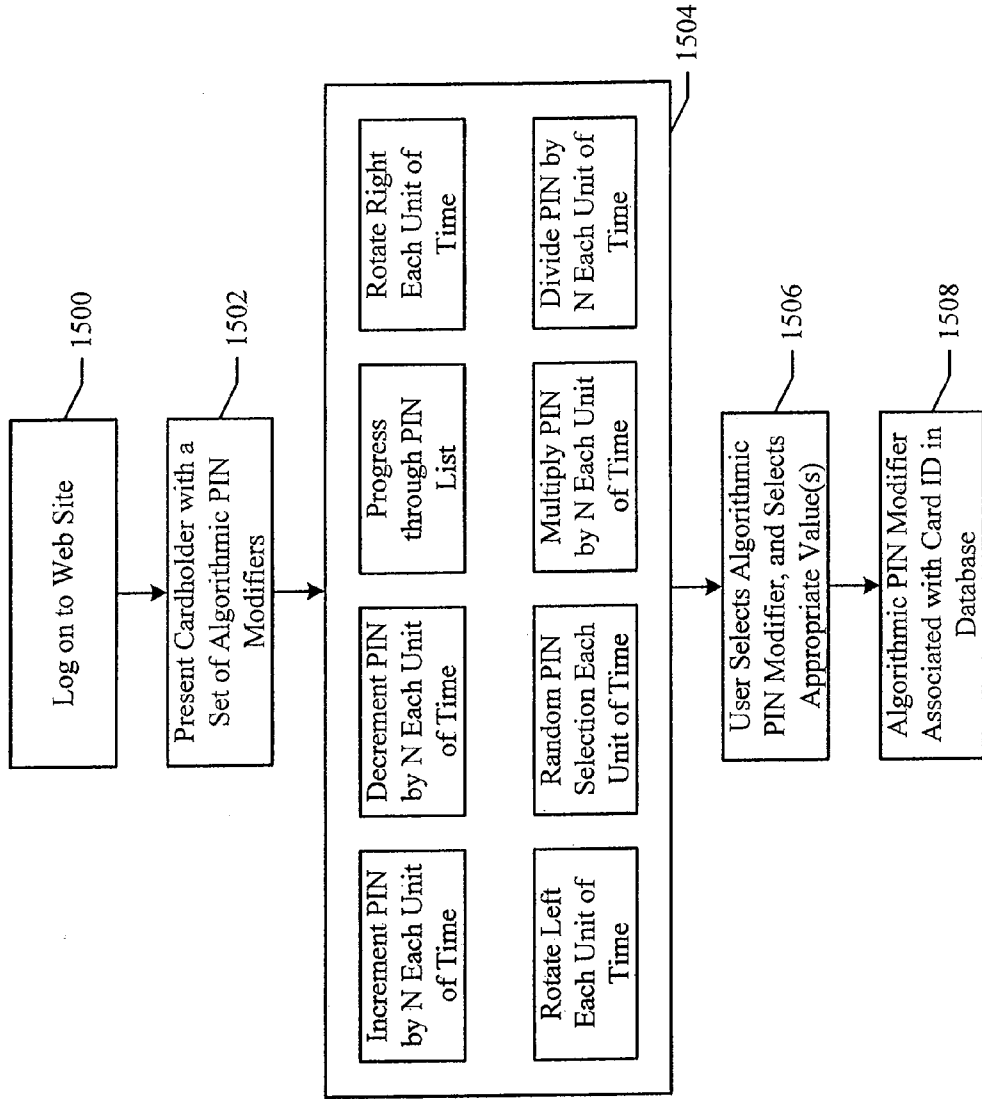 Log on to Web Site
1500
Present Cardholder with a
Set of Algorithmic PIN
Modifiers
1502
Increment PIN
by N Each Unit
of Time
Decrement PIN
by N Each Unit
of Time
Progress
through PIN
List
Rotate Right
Each Unit of
Time
Rotate Left
Each Unit of
Time
Random PIN
Selection Each
Unit of Time
Multiply PIN
by N Each Unit
of Time
Divide PIN by
N Each Unit of
Time
1504
User Selects Algorithmic
PIN Modifier, and Selects
Appropriate Value(s)
1506
Algorithmic PIN Modifier
Associated with Card ID in
Database
1508